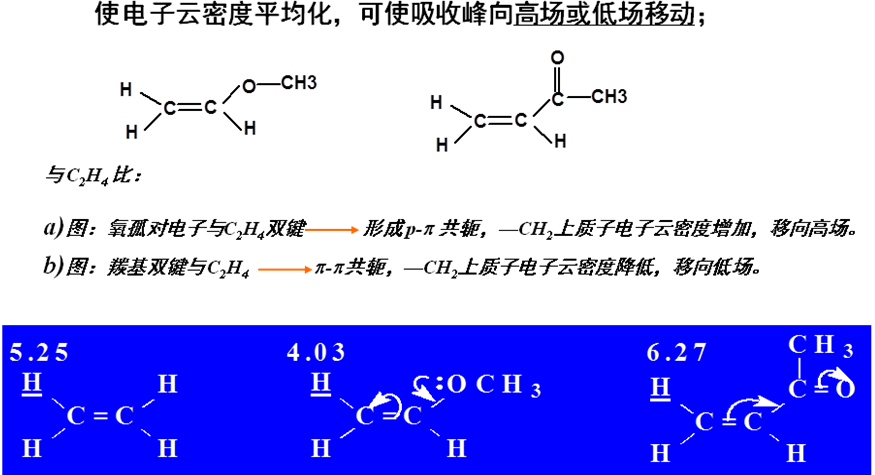 使电子云密度平均化，可使吸收峰向高场或低场移动；
O
H O—CH3
C=C
H H
H C—CH3
C=C
H H
与C2H4比：
a)图：氧孤对电子与C2H4双键 → 形成p-π 共轭，—CH2上质子电子云密度增加，移向高场。
b)图：羰基双键与C2H4 → π-π共轭，—CH2上质子电子云密度降低，移向低场。
5.25 4.03 6.27
H H
C=C
H H
H :OCH3
C=C
H H
CH3
H C=O
C=C
H H